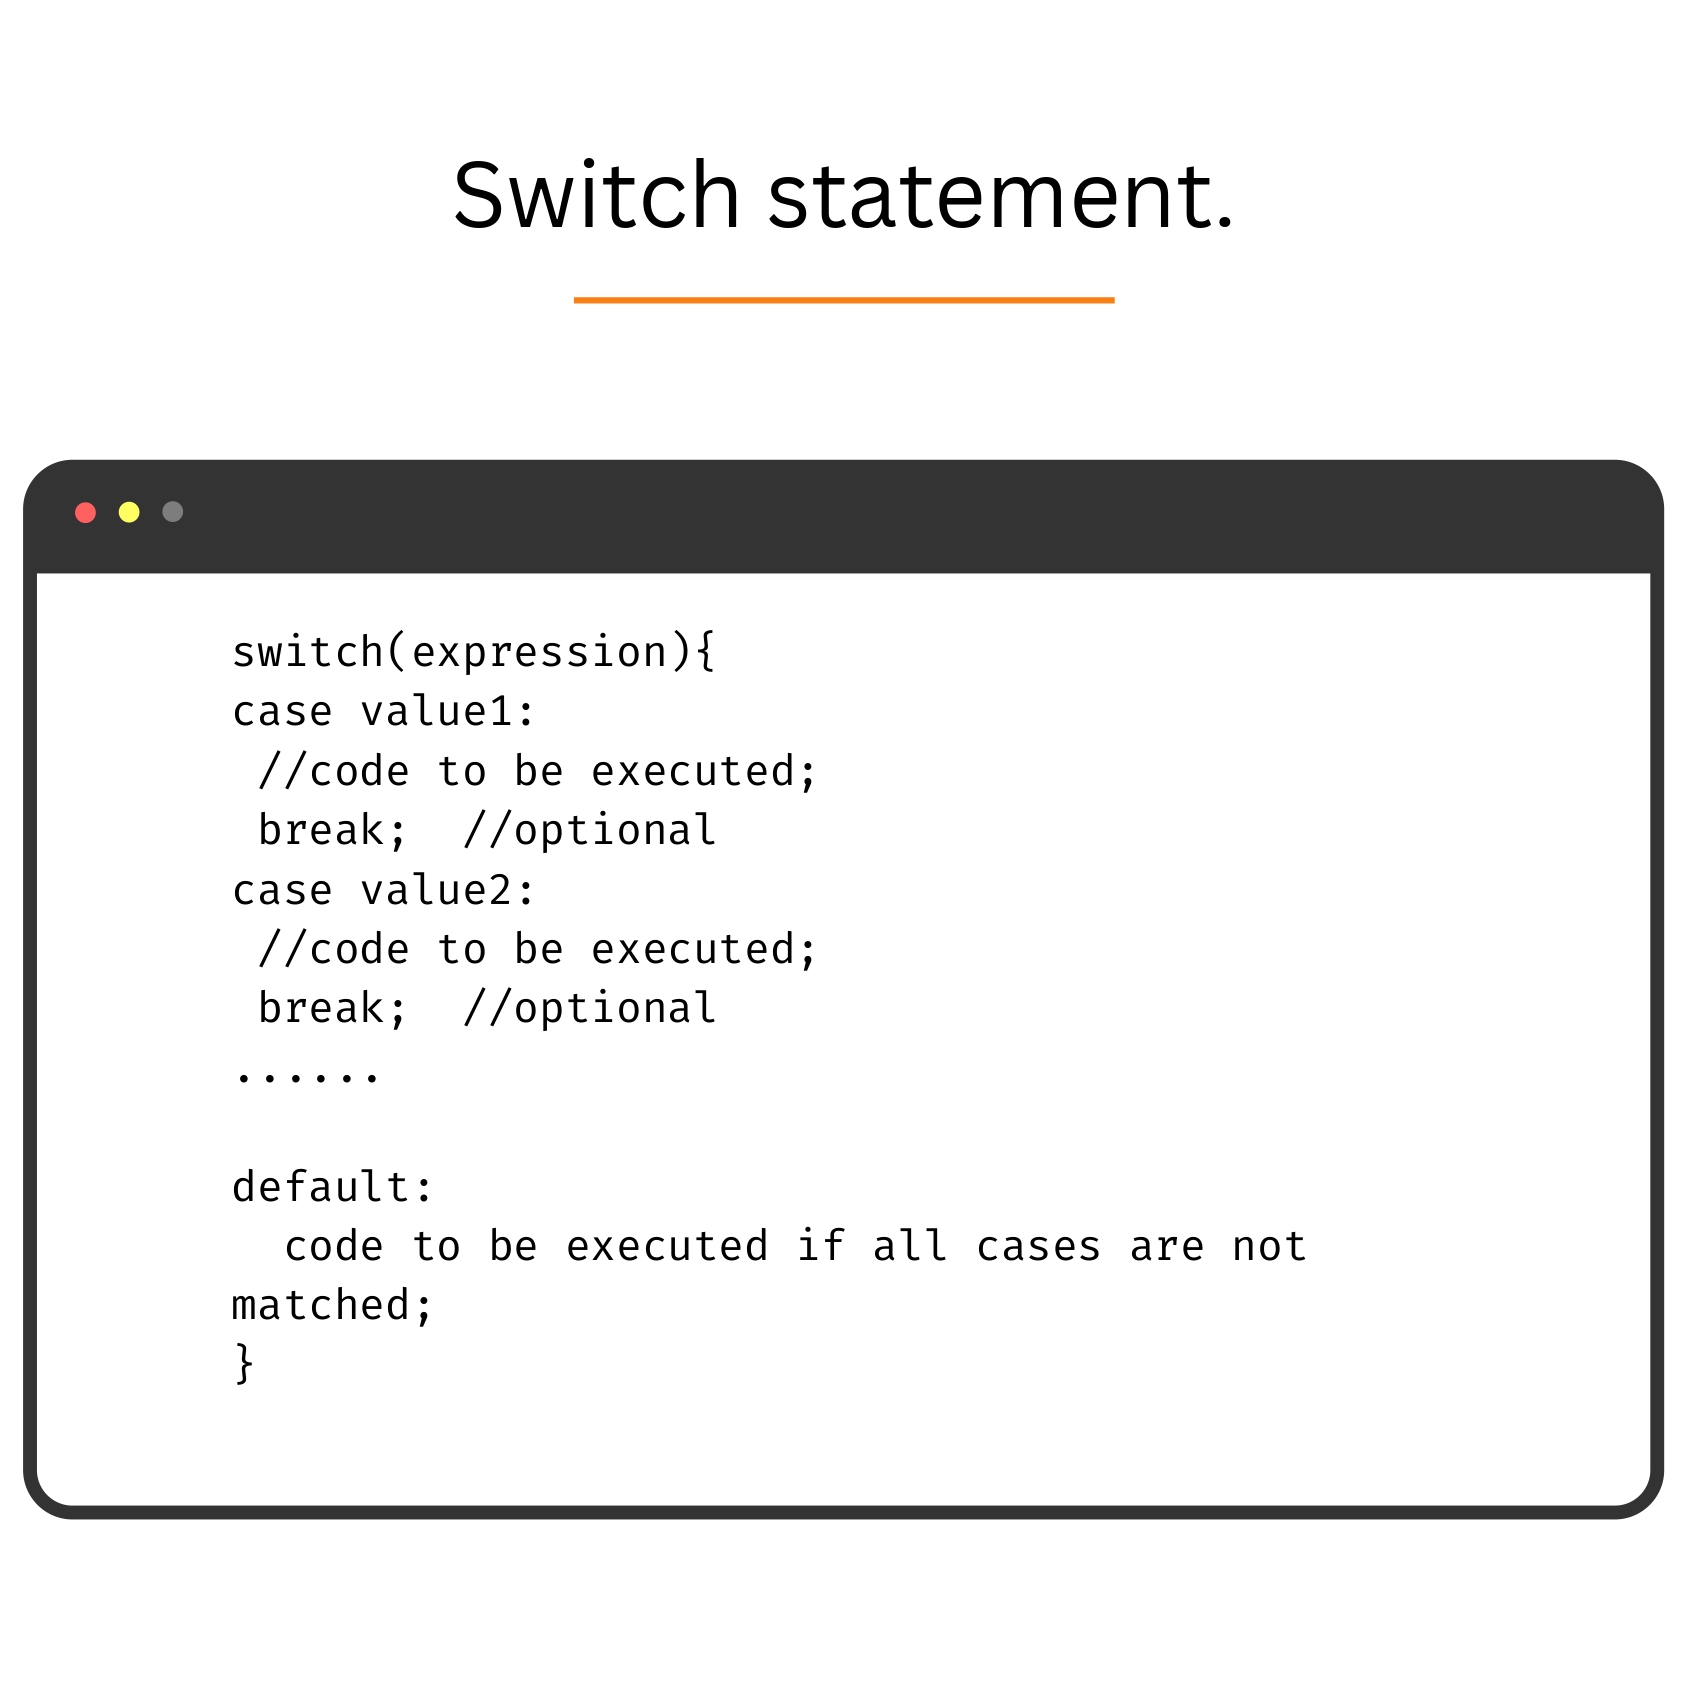 Switch statement.
switch(expression){
case value1:
 //code to be executed;
 break;  //optional
case value2:
 //code to be executed;
 break;  //optional
......
default:
  code to be executed if all cases are not
matched;
}